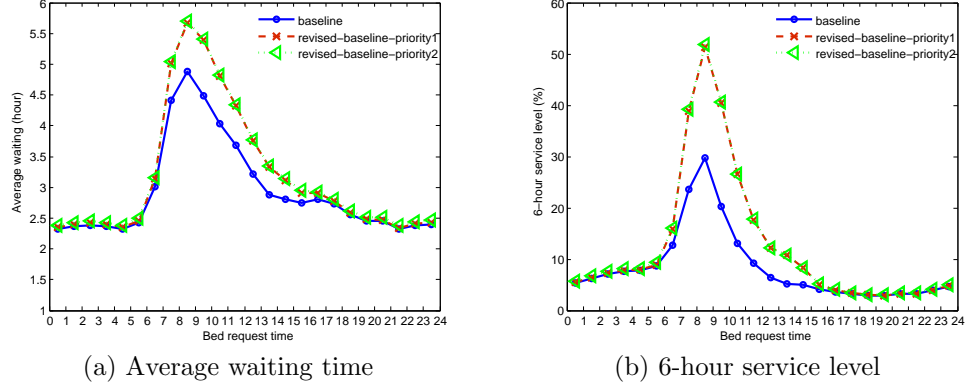 6
5.5
5
4.5
4
3.5
3
2.5
2
1.5
1
Average waiting (hour)
baseline
revised-baseline-priority1
revised-baseline-priority2
0 1 2 3 4 5 6 7 8 9 10 11 12 13 14 15 16 17 18 19 20 21 22 23 24
Bed request time
(a) Average waiting time
60
50
40
30
20
10
0
6-hour service level (%)
baseline
revised-baseline-priority1
revised-baseline-priority2
0 1 2 3 4 5 6 7 8 9 10 11 12 13 14 15 16 17 18 19 20 21 22 23 24
Bed request time
(b) 6-hour service level